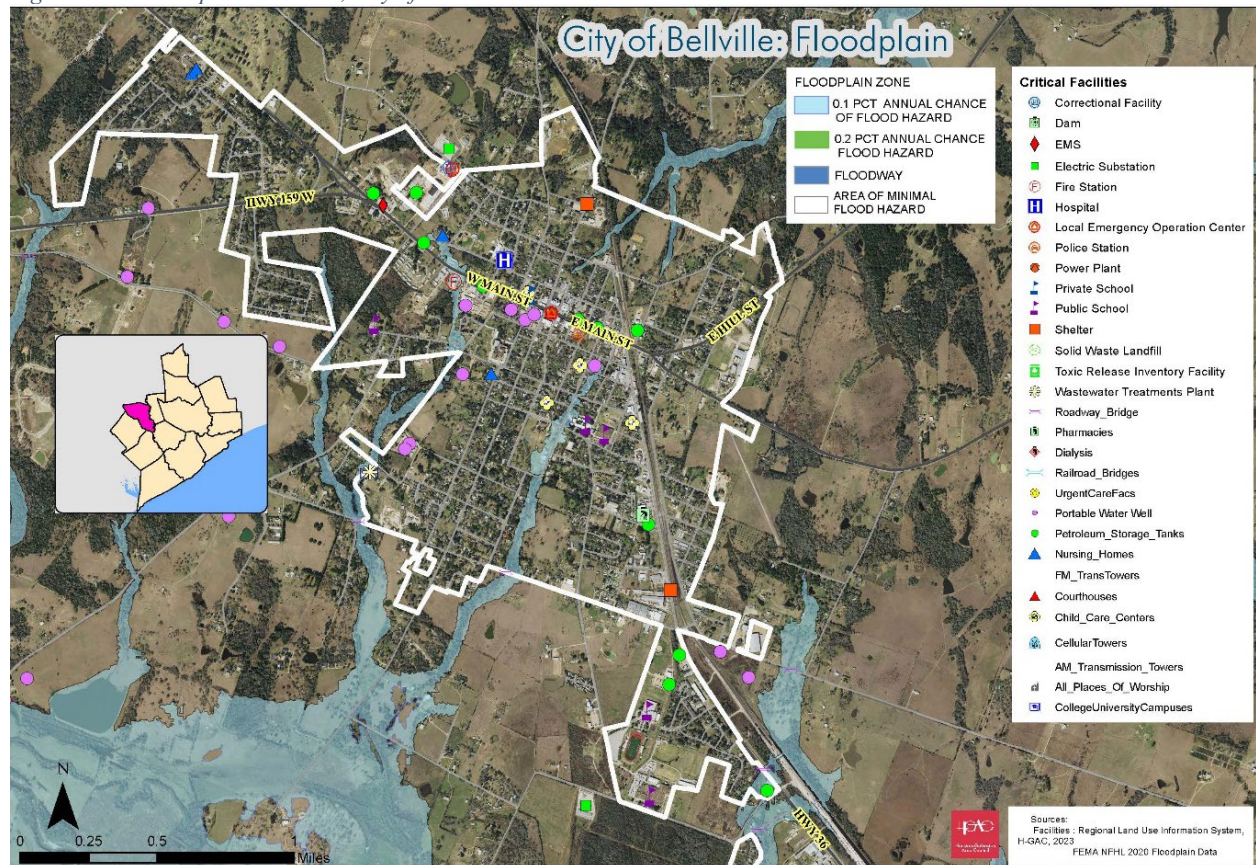 City of Bellville: Floodplain
FLOODPLAIN ZONE
0.1 PCT ANNUAL CHANCE
OF FLOOD HAZARD
0.2 PCT ANNUAL CHANCE
FLOOD HAZARD
FLOODWAY
AREA OF MINIMAL
FLOOD HAZARD
Critical Facilities
Correctional Facility
Dam
EMS
Electric Substation
Fire Station
Hospital
Local Emergency Operation Center
Police Station
Power Plant
Private School
Public School
Shelter
Solid Waste Landfill
Toxic Release Inventory Facility
Wastewater Treatments Plant
Roadway_Bridge
Pharmacies
Dialysis
Railroad_Bridges
UrgentCareFacs
Portable Water Well
Petroleum_Storage_Tanks
Nursing_Homes
FM_TransTowers
Courthouses
Child_Care_Centers
CellularTowers
AM_Transmission_Towers
All_Places_Of_Worship
CollegeUniversityCampuses
HWY 159 W
H
F
W MAIN ST
E MAIN ST
E HILL ST
HWY 36
N
0 0.25 0.5 1
Miles
Sources:
Facilities : Regional Land Use Information System,
H-GAC, 2023
FEMA NFHL 2020 Floodplain Data